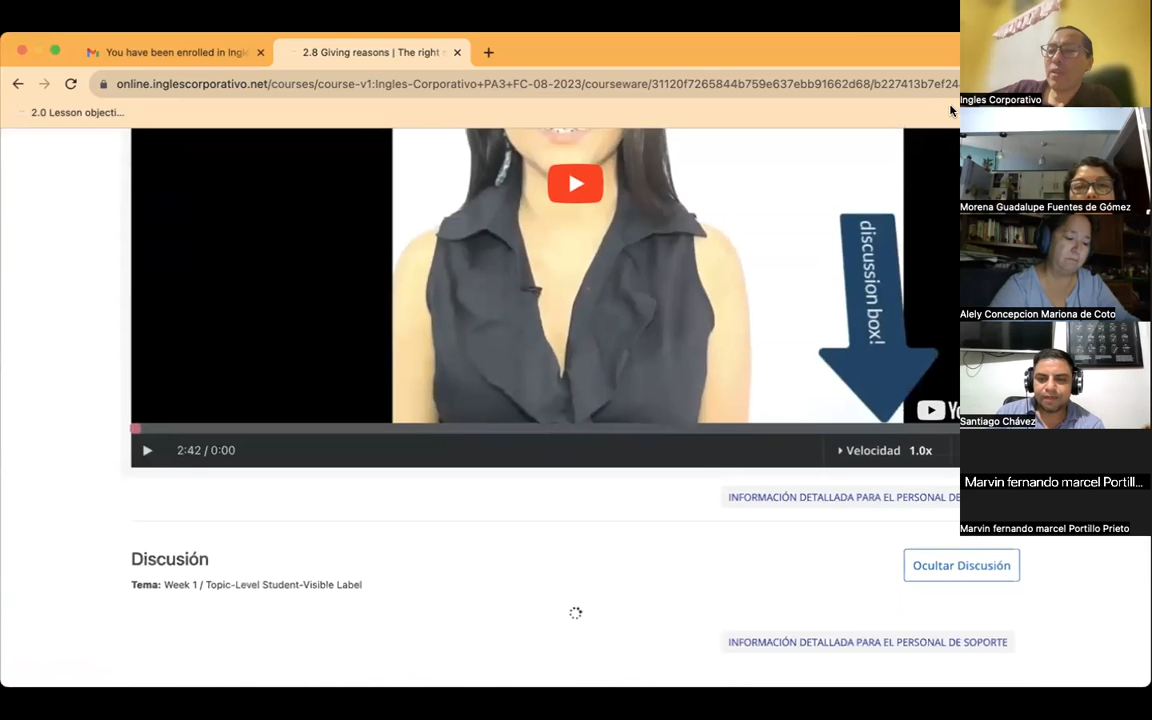 You have been enrolled in Ingl
2.8 Giving reasons | The right
online.inglescorporativo.net/courses/course-v1:Ingles-Corporativo+PA3+FC-08-2023/courseware/31120f7265844b759e637ebb91662d68/b227413b7ef24
2.0 Lesson objecti...
discussion box!
2:42 / 0:00
Velocidad 1.0x
INFORMACIÓN DETALLADA PARA EL PERSONAL DE
Discusión
Ocultar Discusión
Tema: Week 1 / Topic-Level Student-Visible Label
INFORMACIÓN DETALLADA PARA EL PERSONAL DE SOPORTE
Ingles Corporativo
Morena Guadalupe Fuentes de Gómez
Alely Concepcion Mariona de Coto
Santiago Chávez
Marvin fernando marcel Portill...
Marvin fernando marcel Portillo Prieto